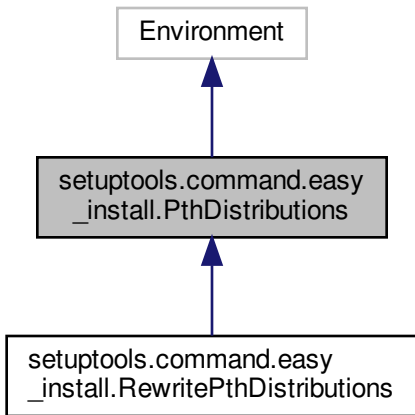 Environment
setuptools.command.easy
_install.PthDistributions
setuptools.command.easy
_install.RewritePthDistributions